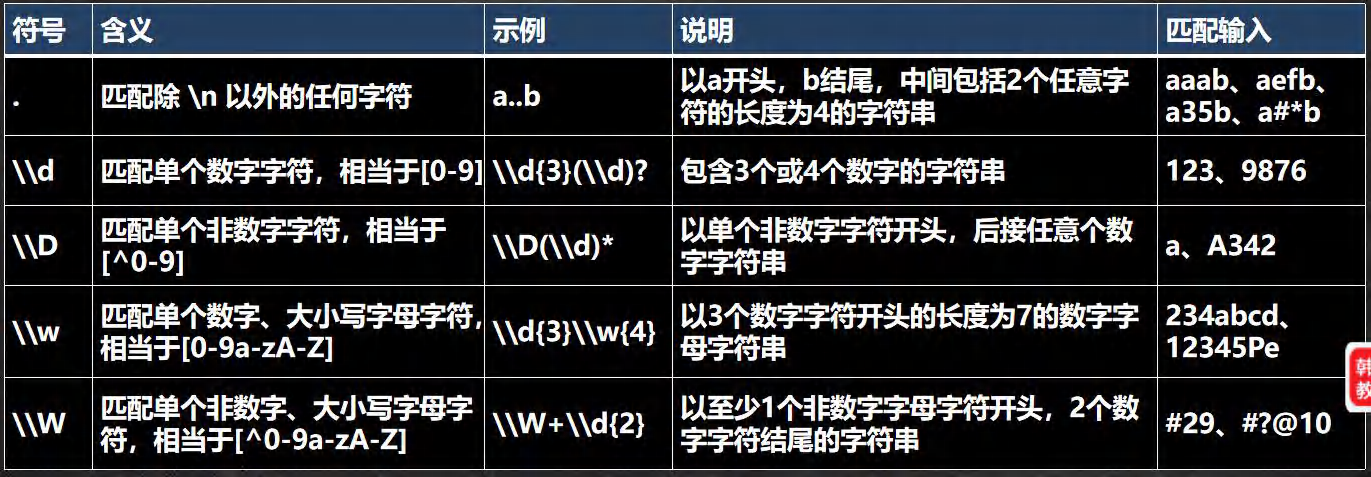 符号 含义 示例 说明 匹配输入
. 匹配除 \n 以外的任何字符 a..b 以a开头，b结尾，中间包括2个任意字
符的长度为4的字符串 aaab、aefb、
a35b、a#*b
\\d 匹配单个数字字符，相当于[0-9] \\d{3}(\\d)? 包含3个或4个数字的字符串 123、9876
\\D 匹配单个非数字字符，相当于
[^0-9] \\D(\\d)* 以单个非数字字符开头，后接任意个数
字字符串 a、A342
\\w 匹配单个数字、大小写字母字符，
相当于[0-9a-zA-Z] \\d{3}\\w{4} 以3个数字字符开头的长度为7的数字字
母字符串 234abcd、
12345Pe
\\W 匹配单个非数字、大小写字母字
符，相当于[^0-9a-zA-Z] \\W+\\d{2} 以至少1个非数字字母字符开头，2个数
字字符结尾的字符串 #29、#?@10
韩
教